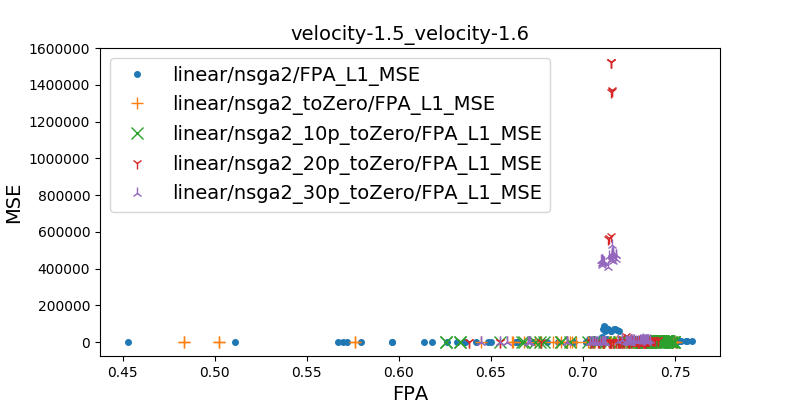 velocity-1.5_velocity-1.6
1600000
1400000
1200000
1000000
800000
600000
400000
200000
0
MSE
linear/nsga2/FPA_L1_MSE
linear/nsga2_toZero/FPA_L1_MSE
linear/nsga2_10p_toZero/FPA_L1_MSE
linear/nsga2_20p_toZero/FPA_L1_MSE
linear/nsga2_30p_toZero/FPA_L1_MSE
0.45 0.50 0.55 0.60 0.65 0.70 0.75
FPA